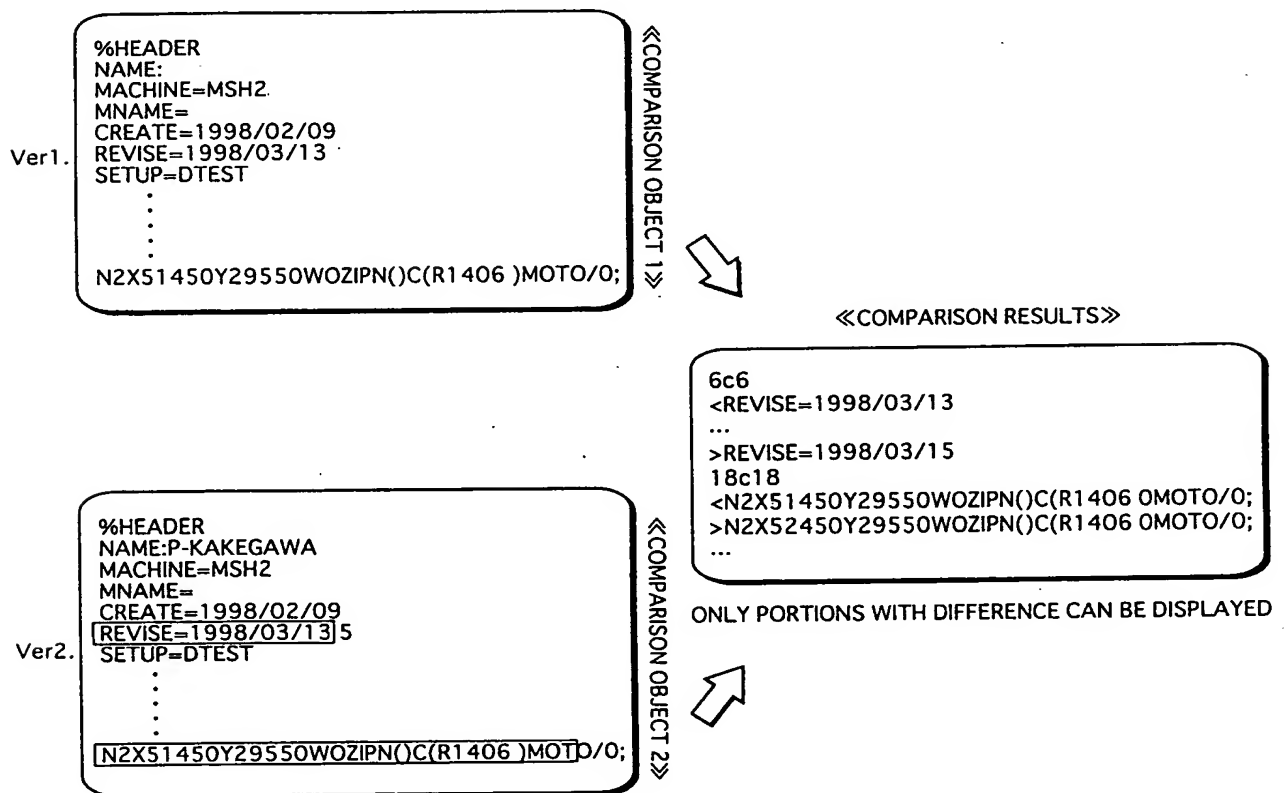 Ver1.
%HEADER
NAME:
MACHINE=MSH2.
MNAME=
CREATE=1998/02/09
REVISE=1998/03/13
SETUP=DTEST
N2X51450Y29550WOZIPN()C(R1406 )MOTO/0;
≪COMPARISON OBJECT 1≫
Ver2.
%HEADER
NAME:P-KAKEGAWA
MACHINE=MSH2
MNAME=
CREATE=1998/02/09
REVISE=1998/03/13 5
SETUP=DTEST
N2X51450Y29550WOZIPN()C(R1406 )MOTO/0;
≪COMPARISON OBJECT 2≫
≪COMPARISON RESULTS≫
6c6
<REVISE=1998/03/13
...
>REVISE=1998/03/15
18c18
<N2X51450Y29550WOZIPN()C(R1406 0MOTO/0;
>N2X52450Y29550WOZIPN()C(R1406 0MOTO/0;
...
ONLY PORTIONS WITH DIFFERENCE CAN BE DISPLAYED